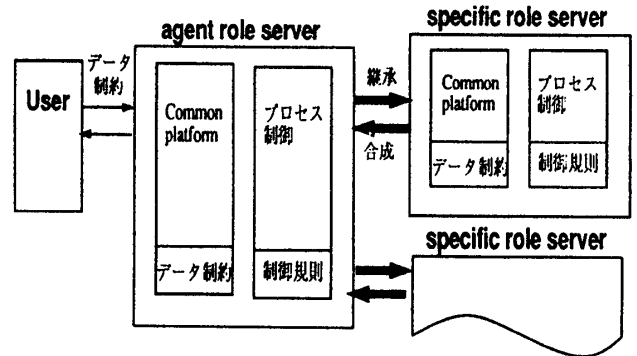 agent role server
specific role server
データ
制約
User
Common
platform
データ制約
プロセス
制御
制御規則
継承
合成
Common
platform
データ制約
プロセス
制御
制御規則
specific role server